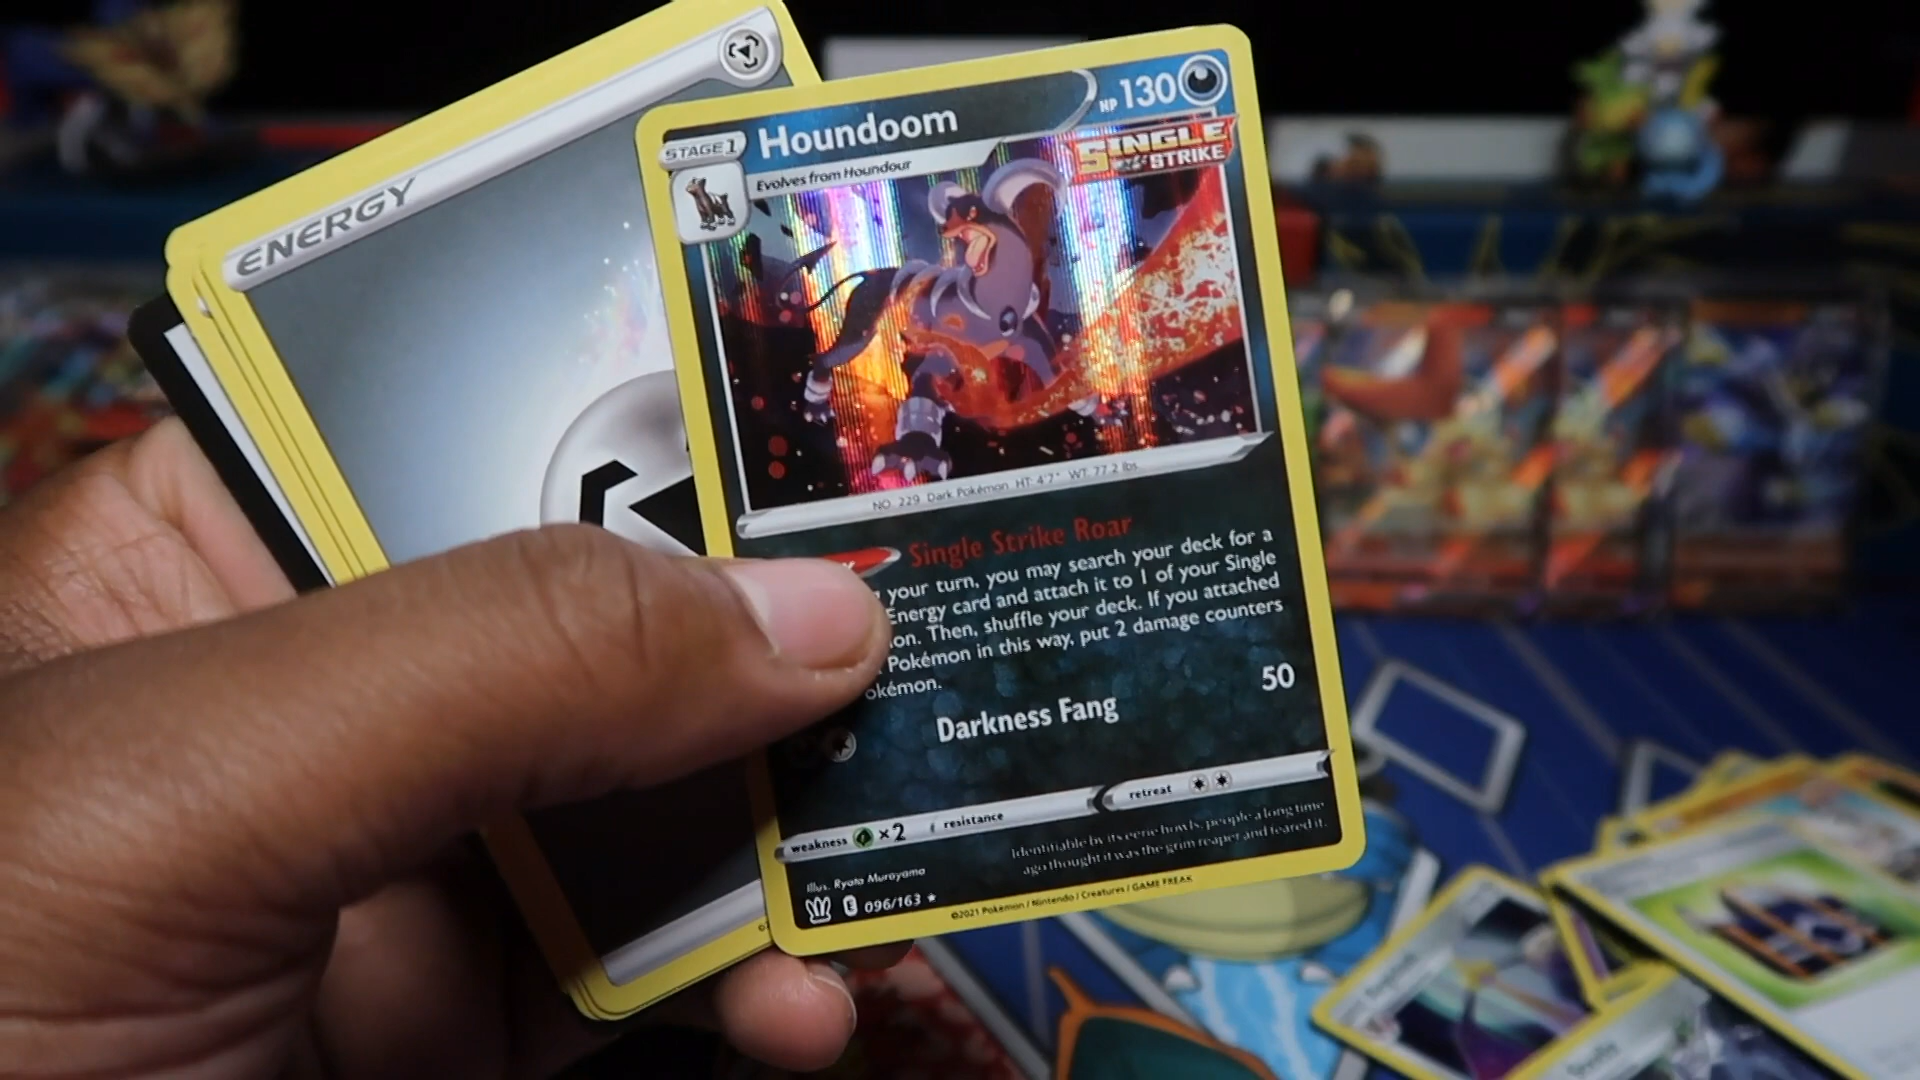 ENERGY
STAGE 1
Houndoom
HP 130
Evolves from Houndour
SINGLE
STRIKE
NO. 229 Dark Pokémon HT: 4'7" WT: 77.2 lbs
Single Strike Roar
your turn, you may search your deck for a
Energy card and attach it to 1 of your Single
on. Then, shuffle your deck. If you attached
Pokémon in this way, put 2 damage counters
okémon.
Darkness Fang
50
weakness ×2
resistance
retreat
Identifiable by its eerie howls, people a long time
ago thought it was the grim reaper and feared it.
Illus. Ryota Murayama
E 096/163 ★
©2021 Pokémon / Nintendo / Creatures / GAME FREAK